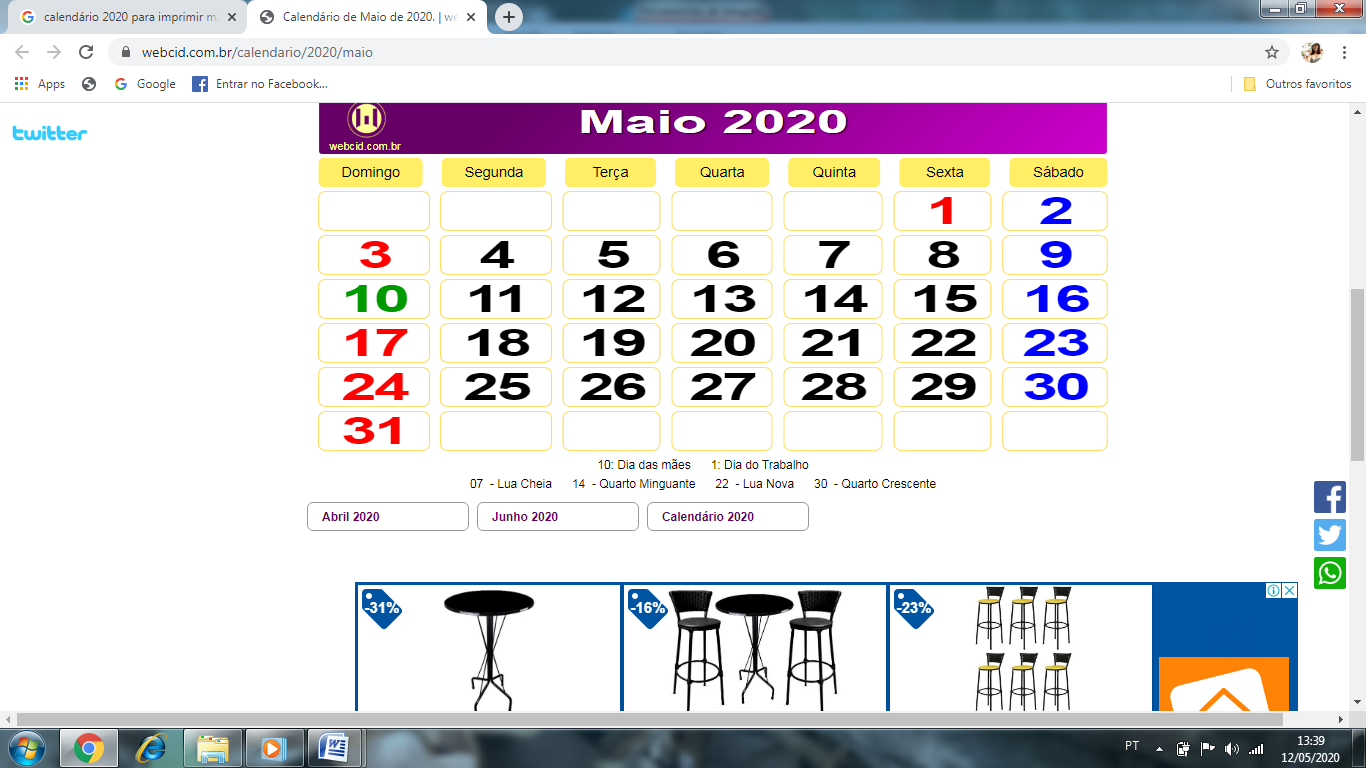 calendário 2020 para imprimir m
Calendário de Maio de 2020. | we
webcid.com.br/calendario/2020/maio
Apps
Google
Entrar no Facebook...
Outros favoritos
twitter
webcid.com.br
Maio 2020
Domingo Segunda Terça Quarta Quinta Sexta Sábado
1 2
3 4 5 6 7 8 9
10 11 12 13 14 15 16
17 18 19 20 21 22 23
24 25 26 27 28 29 30
31
10: Dia das mães 1: Dia do Trabalho
07 - Lua Cheia 14 - Quarto Minguante 22 - Lua Nova 30 - Quarto Crescente
Abril 2020 Junho 2020 Calendário 2020
-31% -16% -23%
PT
13:39
12/05/2020